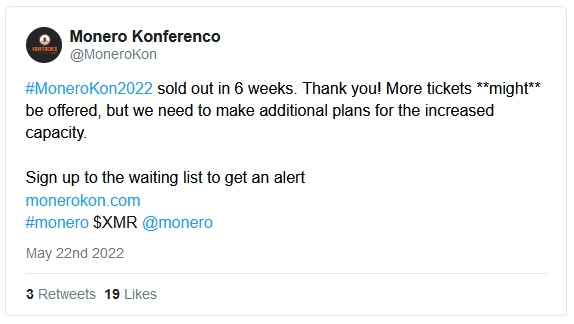 Monero Konferenco
@MoneroKon
#MoneroKon2022 sold out in 6 weeks. Thank you! More tickets **might**
be offered, but we need to make additional plans for the increased
capacity.
Sign up to the waiting list to get an alert
monerokon.com
#monero $XMR @monero
May 22nd 2022
3 Retweets 19 Likes